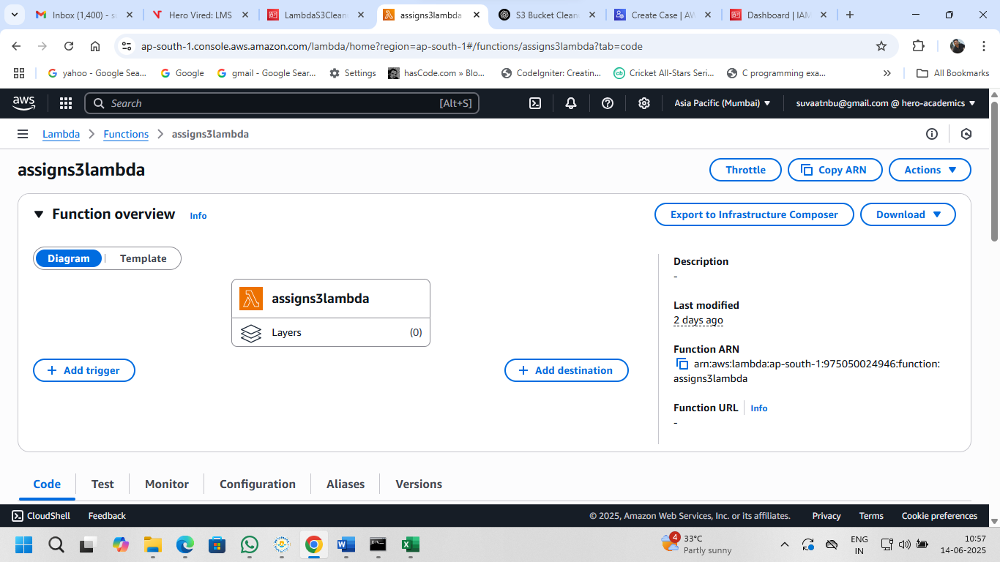 Inbox (1,400) - su
Hero Vired: LMS
LambdaS3Clean
assigns3lambda
S3 Bucket Clean
Create Case | AW
Dashboard | IAM
ap-south-1.console.aws.amazon.com/lambda/home?region=ap-south-1#/functions/assigns3lambda?tab=code
yahoo - Google Sea...
Google
gmail - Google Sear...
Settings
hasCode.com » Blo...
CodeIgniter: Creatin...
Cricket All-Stars Seri...
C programming exa...
»
All Bookmarks
aws
Search
[Alt+S]
Asia Pacific (Mumbai)
suvaatnbu@gmail.com @ hero-academics
Lambda
Functions
assigns3lambda
assigns3lambda
Throttle
Copy ARN
Actions
Function overview
Info
Export to Infrastructure Composer
Download
Diagram
Template
assigns3lambda
Layers
(0)
+ Add trigger
+ Add destination
Description
-
Last modified
2 days ago
Function ARN
arn:aws:lambda:ap-south-1:975050024946:function:
assigns3lambda
Function URL
Info
-
Code
Test
Monitor
Configuration
Aliases
Versions
CloudShell
Feedback
© 2025, Amazon Web Services, Inc. or its affiliates.
Privacy
Terms
Cookie preferences
4
33°C
Partly sunny
ENG
IN
10:57
14-06-2025